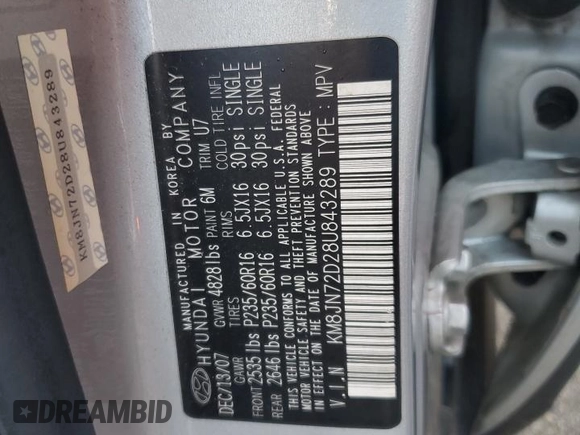 KM8JN72D28U843289
MANUFACTURED IN KOREA BY
HYUNDAI MOTOR COMPANY
DEC/13/07 GVWR 4828lbs PAINT 6M TRIM U7
GAWR TIRES RIMS COLD TIRE INFL
FRONT 2535lbs P235/60R16 6.5JX16 30psi SINGLE
REAR 2646lbs P235/60R16 6.5JX16 30psi SINGLE
THIS VEHICLE CONFORMS TO ALL APPLICABLE U.S.A. FEDERAL
MOTOR VEHICLE SAFETY AND THEFT PREVENTION STANDARDS
IN EFFECT ON THE DATE OF MANUFACTURE SHOWN ABOVE
V.I.N KM8JN72D28U843289 TYPE : MPV
DREAMBID